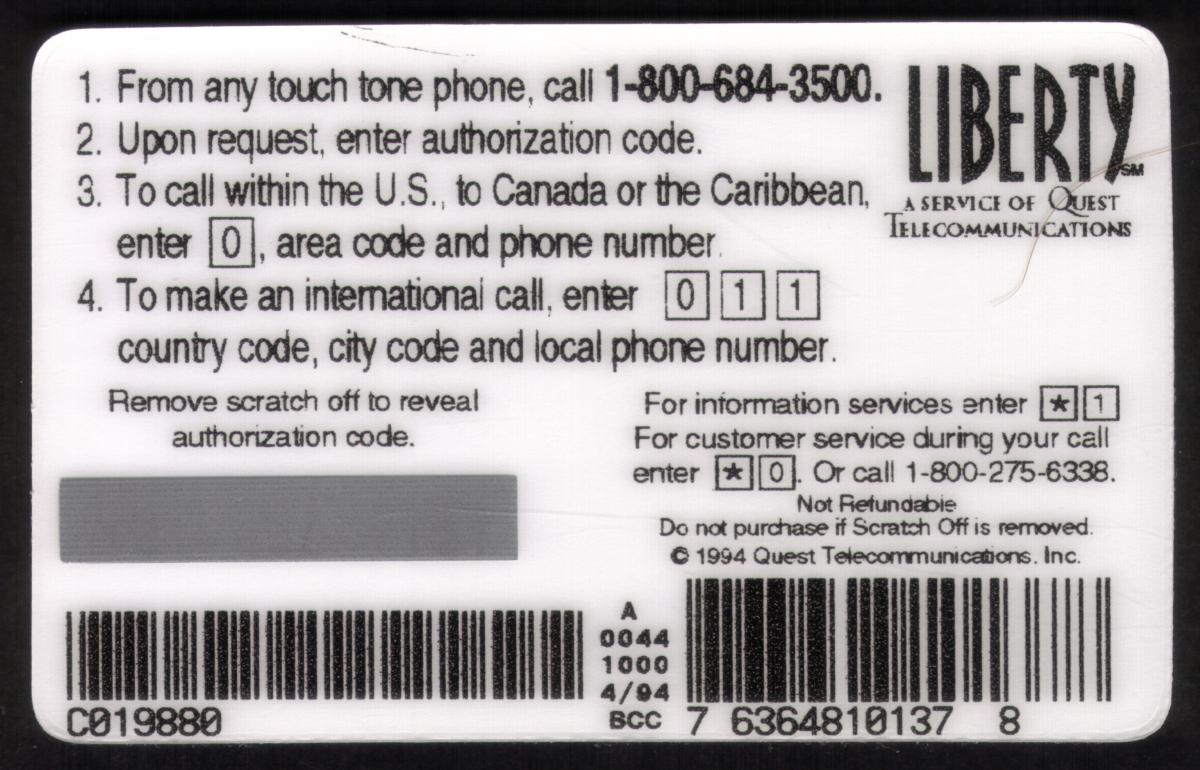 1. From any touch tone phone, call 1-800-684-3500.
2. Upon request, enter authorization code.
3. To call within the U.S., to Canada or the Caribbean,
enter 0, area code and phone number.
4. To make an international call, enter 0 1 1
country code, city code and local phone number.
LIBERTY SM
A SERVICE OF QUEST
TELECOMMUNICATIONS
Remove scratch off to reveal
authorization code.
For information services enter * 1
For customer service during your call
enter * 0. Or call 1-800-275-6338.
Not Refundable
Do not purchase if Scratch Off is removed.
© 1994 Quest Telecommunications. Inc.
C019880
A
0044
1000
4/94
BCC
7 6364810137 8